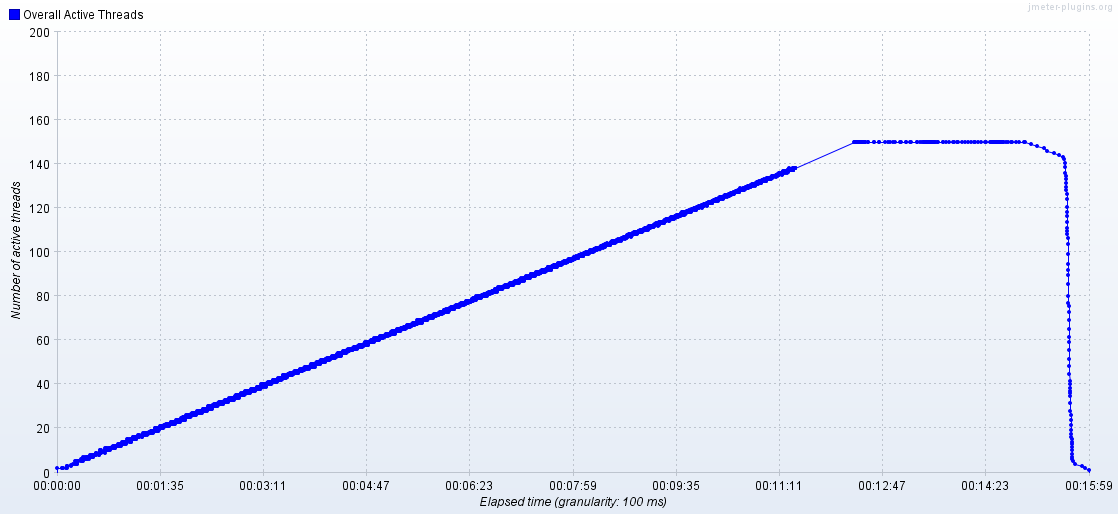 jmeter-plugins.org
Overall Active Threads
200
180
160
140
120
100
80
60
40
20
0
Number of active threads
00:00:00 00:01:35 00:03:11 00:04:47 00:06:23 00:07:59 00:09:35 00:11:11 00:12:47 00:14:23 00:15:59
Elapsed time (granularity: 100 ms)